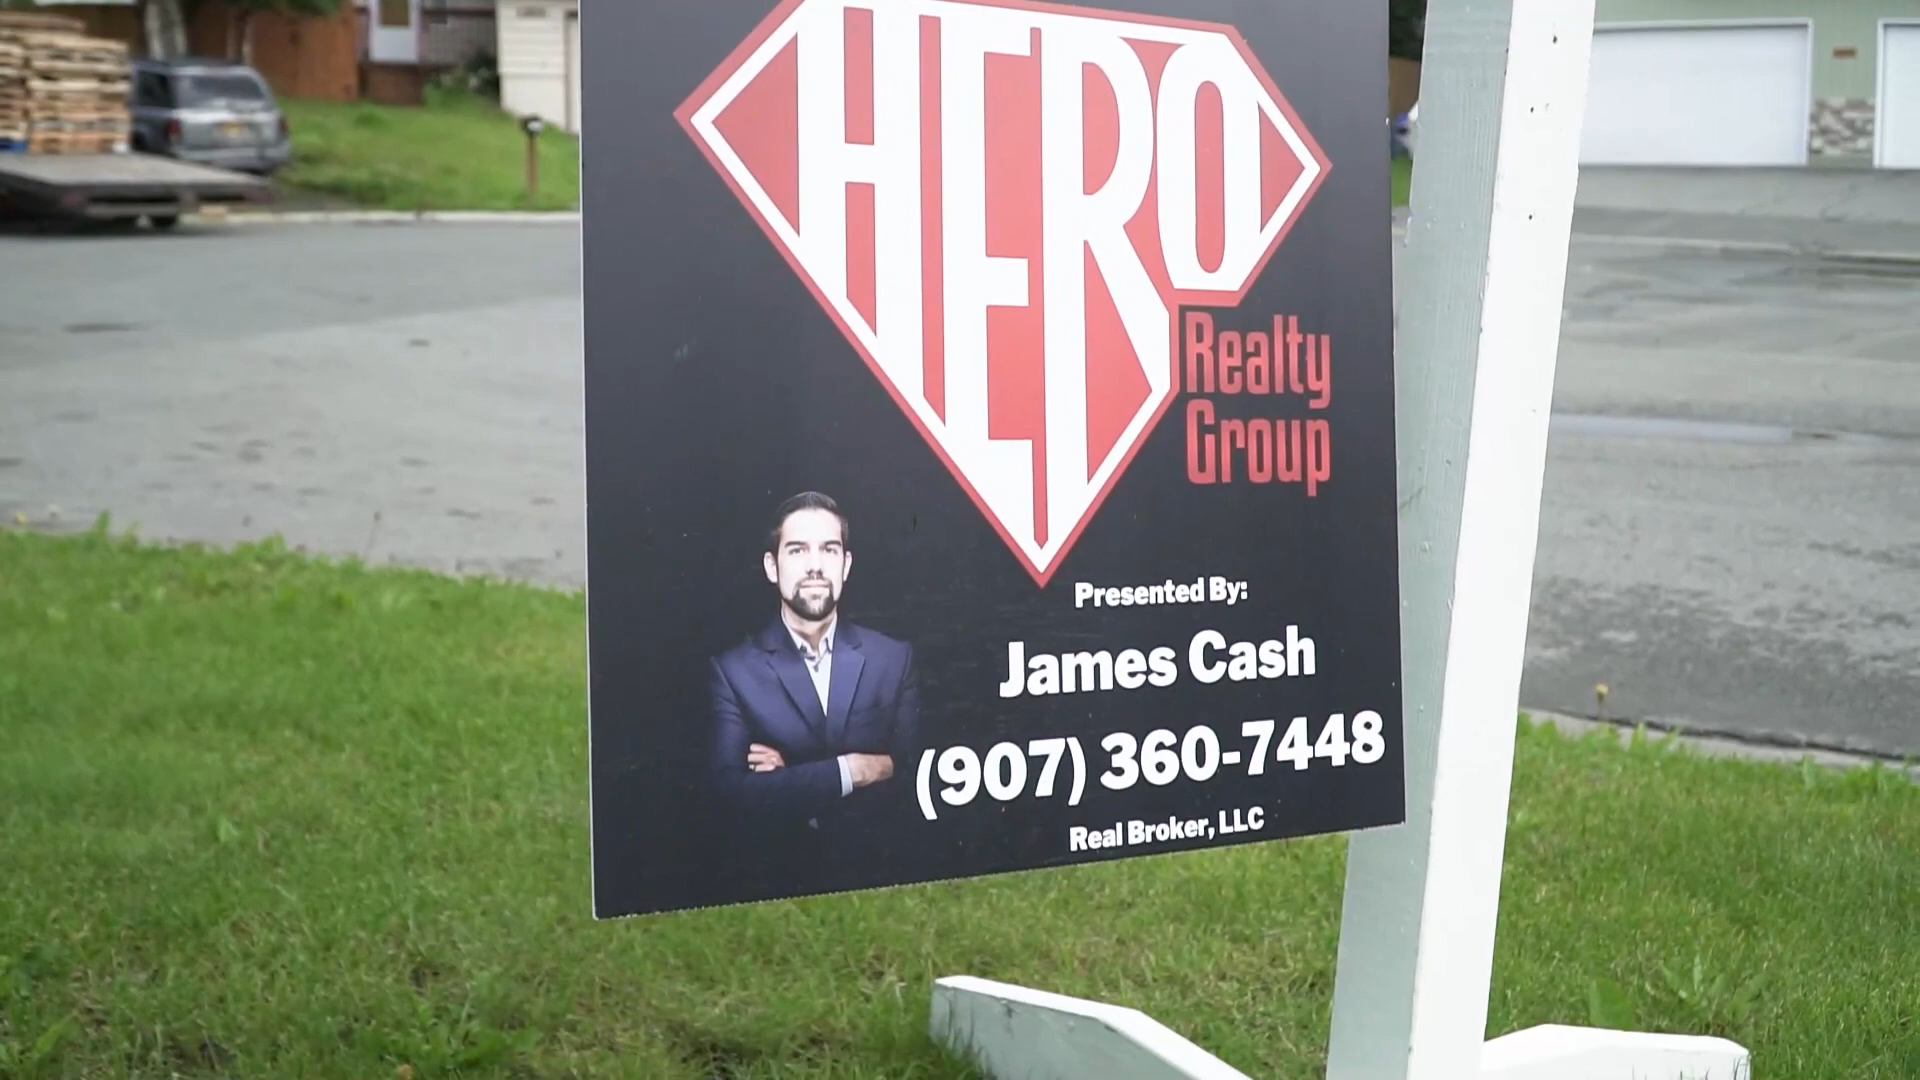 HERO
Realty
Group
Presented By:
James Cash
(907) 360-7448
Real Broker, LLC